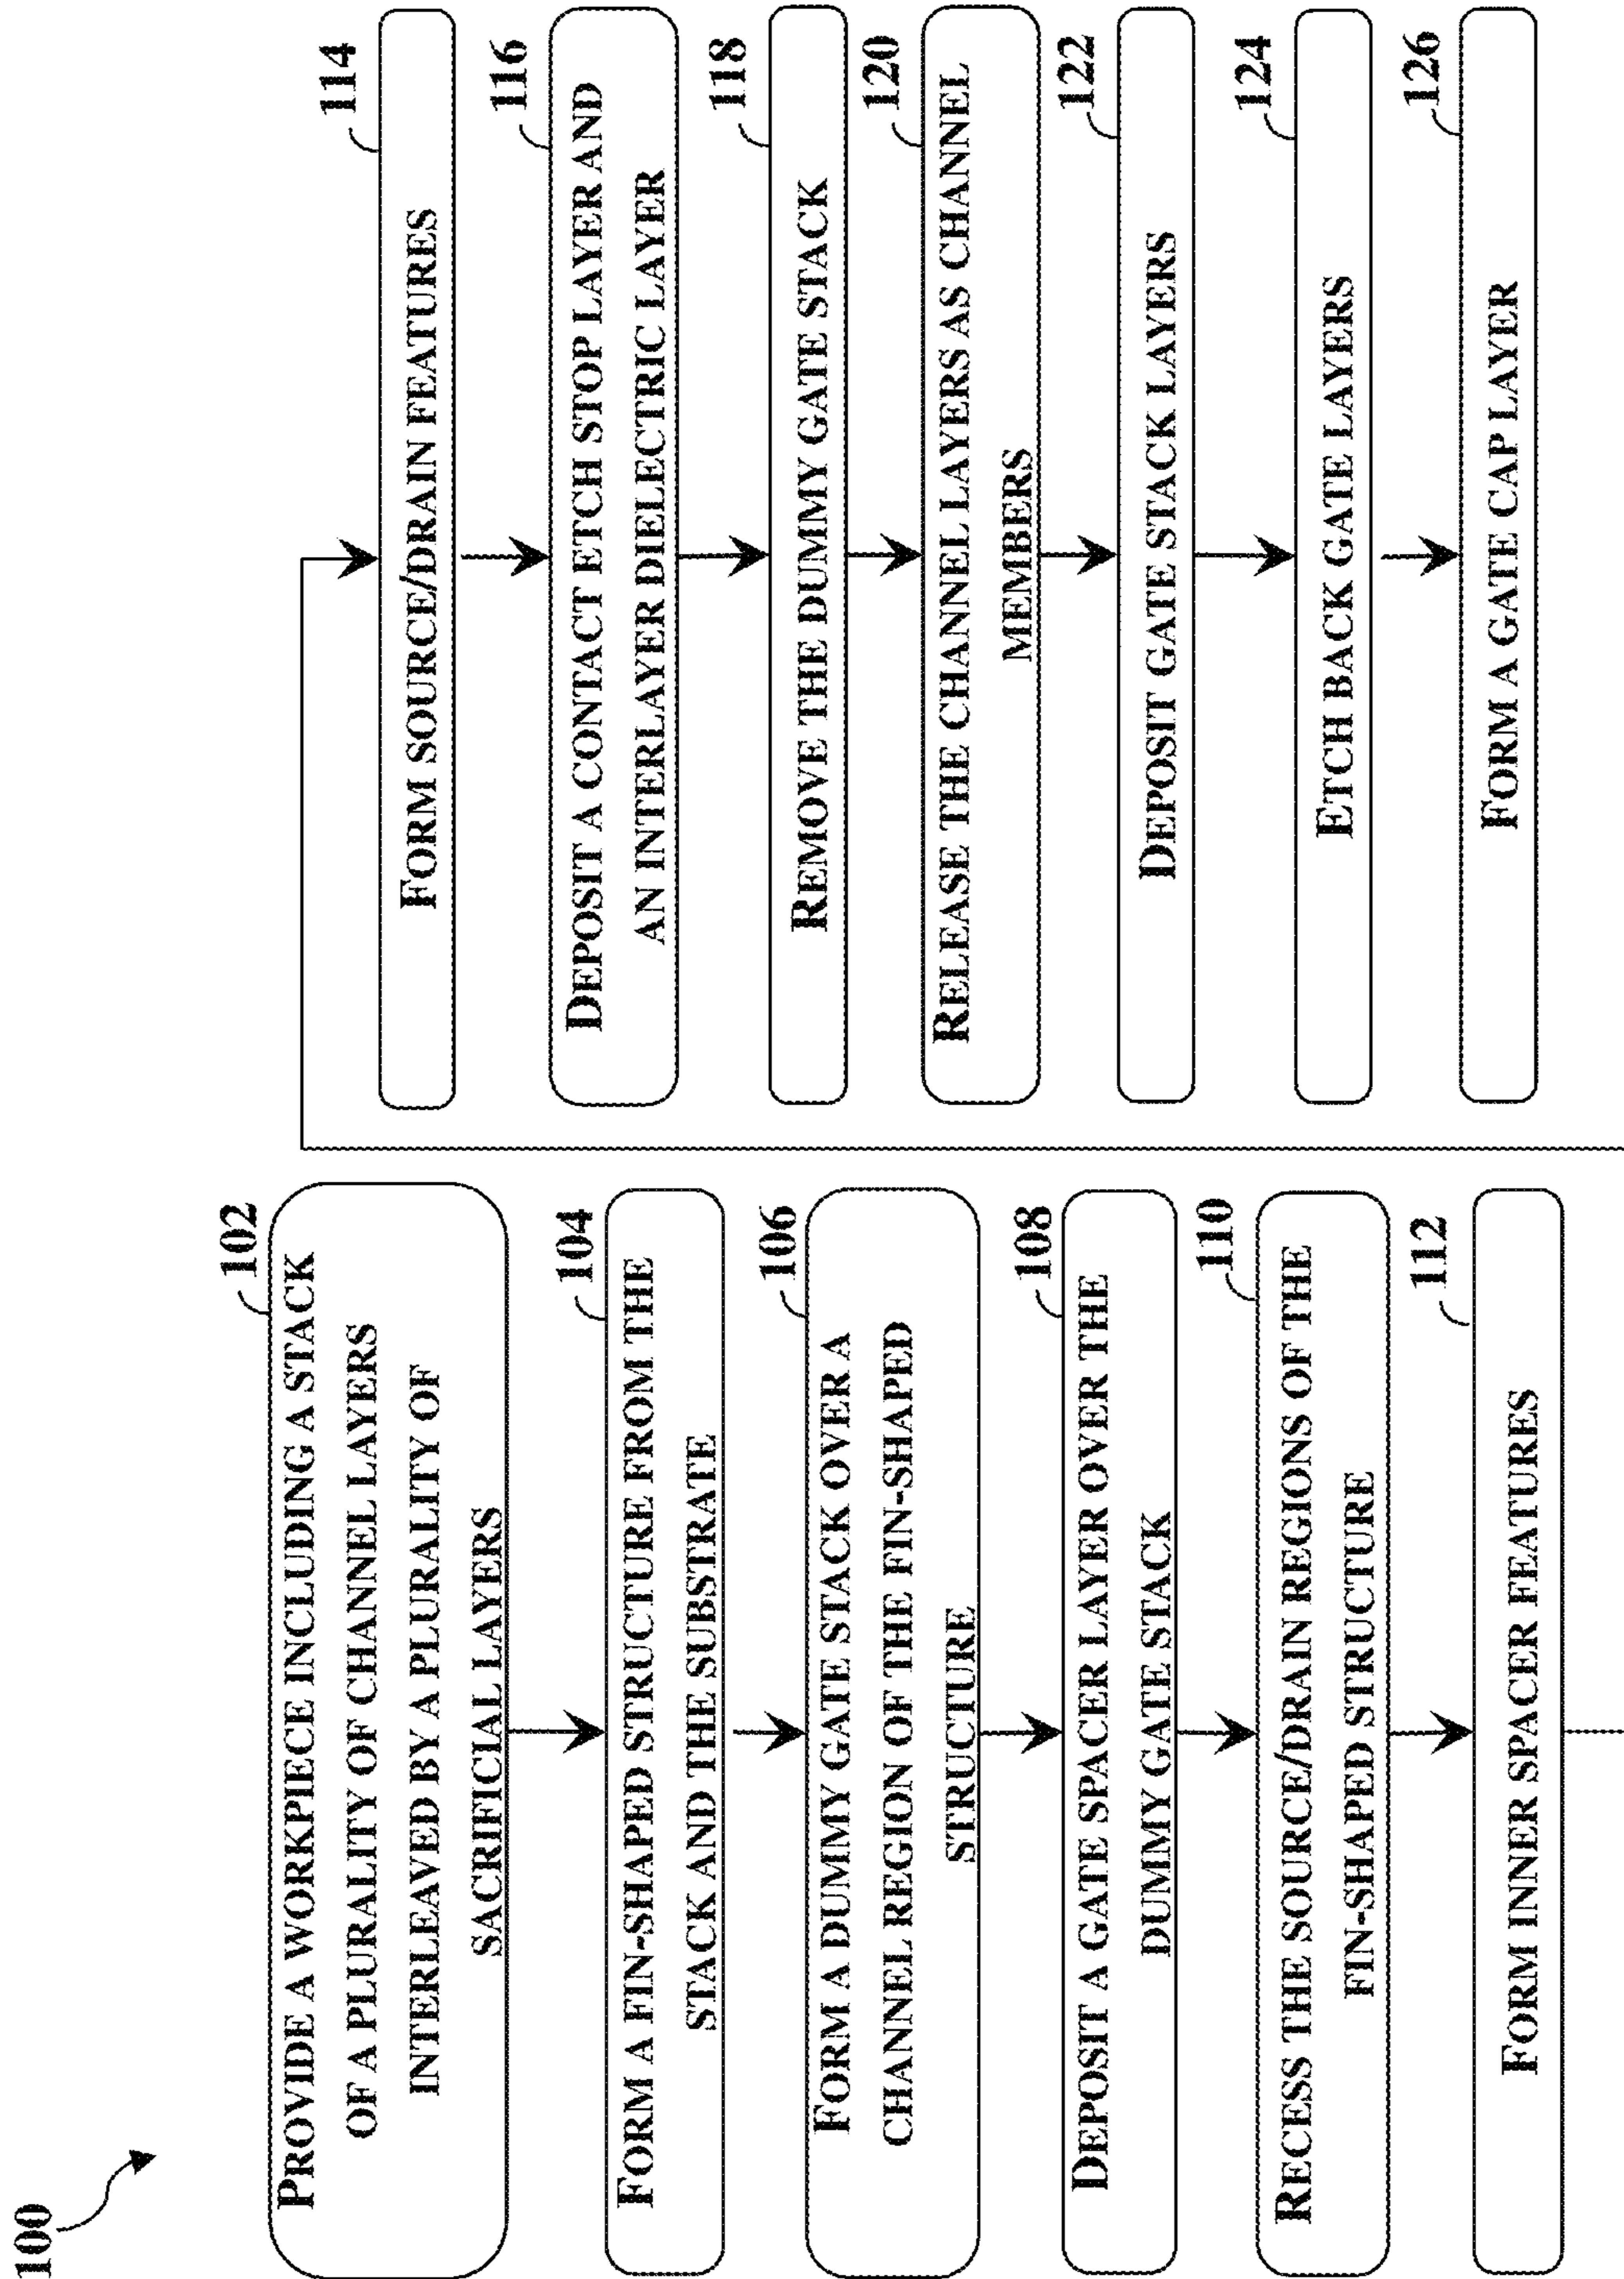 100
102
PROVIDE A WORKPIECE INCLUDING A STACK
OF A PLURALITY OF CHANNEL LAYERS
INTERLEAVED BY A PLURALITY OF
SACRIFICIAL LAYERS
104
FORM A FIN-SHAPED STRUCTURE FROM THE
STACK AND THE SUBSTRATE
106
FORM A DUMMY GATE STACK OVER A
CHANNEL REGION OF THE FIN-SHAPED
STRUCTURE
108
DEPOSIT A GATE SPACER LAYER OVER THE
DUMMY GATE STACK
110
RECESS THE SOURCE/DRAIN REGIONS OF THE
FIN-SHAPED STRUCTURE
112
FORM INNER SPACER FEATURES
114
FORM SOURCE/DRAIN FEATURES
116
DEPOSIT A CONTACT ETCH STOP LAYER AND
AN INTERLAYER DIELECTRIC LAYER
118
REMOVE THE DUMMY GATE STACK
120
RELEASE THE CHANNEL LAYERS AS CHANNEL
MEMBERS
122
DEPOSIT GATE STACK LAYERS
124
ETCH BACK GATE LAYERS
126
FORM A GATE CAP LAYER